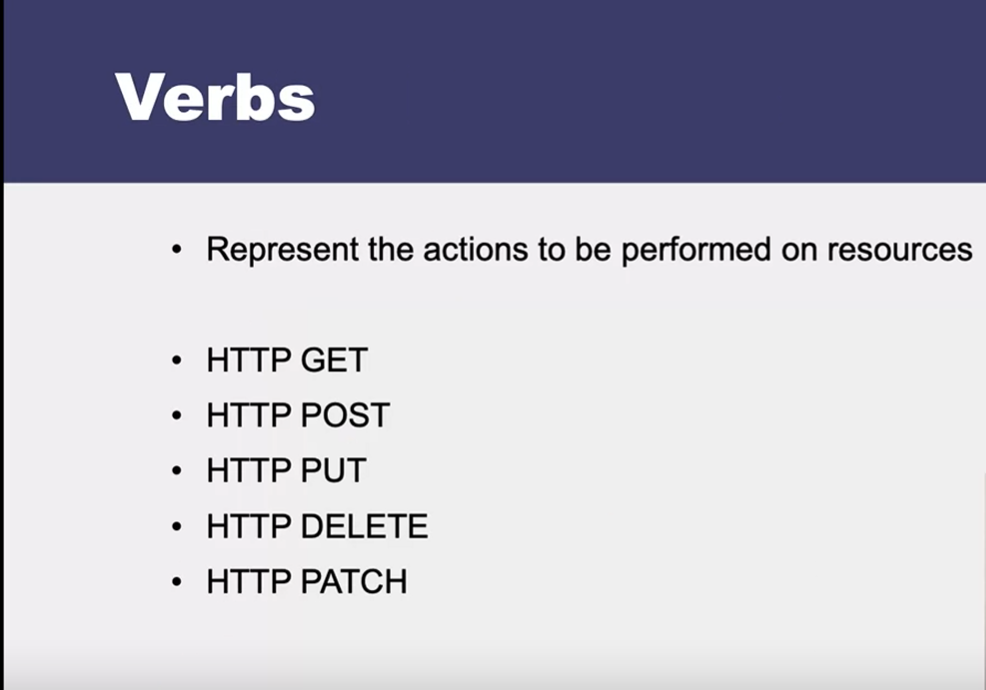 Verbs
• Represent the actions to be performed on resources
• HTTP GET
• HTTP POST
• HTTP PUT
• HTTP DELETE
• HTTP PATCH